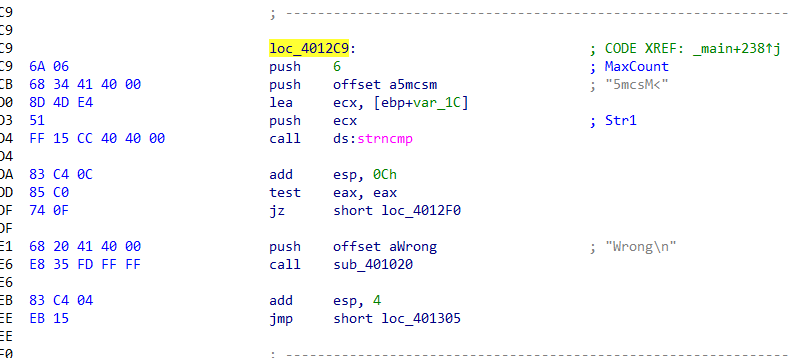 C9 ; ---------------------------------------------------------------
C9
C9 loc_4012C9: ; CODE XREF: _main+238↑j
C9 6A 06 push 6 ; MaxCount
CB 68 34 41 40 00 push offset a5mcsm ; "5mcsM<"
D0 8D 4D E4 lea ecx, [ebp+var_1C]
D3 51 push ecx ; Str1
D4 FF 15 CC 40 40 00 call ds:strncmp
D4
DA 83 C4 0C add esp, 0Ch
DD 85 C0 test eax, eax
DF 74 0F jz short loc_4012F0
DF
E1 68 20 41 40 00 push offset aWrong ; "Wrong\n"
E6 E8 35 FD FF FF call sub_401020
E6
EB 83 C4 04 add esp, 4
EE EB 15 jmp short loc_401305
EE
F0 ; ---------------------------------------------------------------